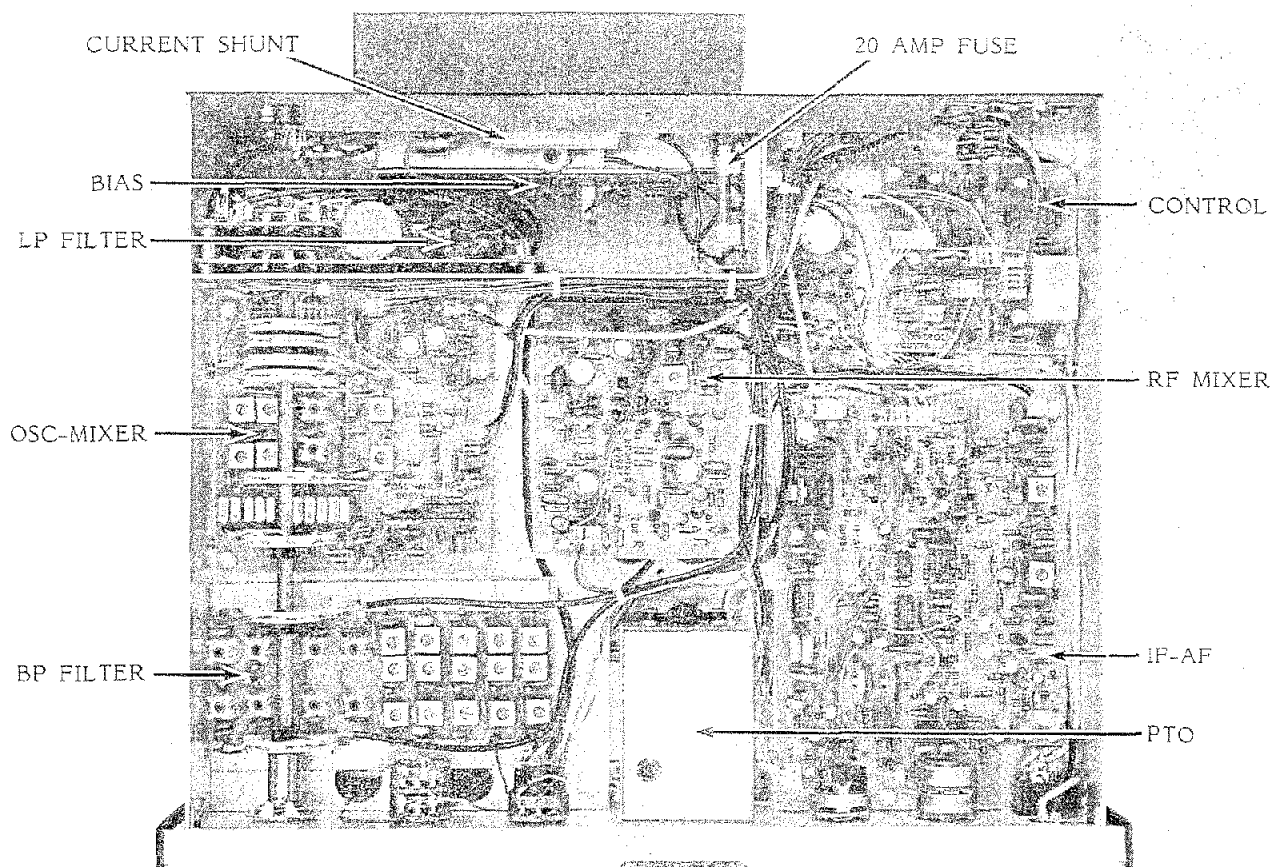 CURRENT SHUNT
20 AMP FUSE
BIAS
CONTROL
LP FILTER
RF MIXER
OSC-MIXER
BP FILTER
IF-AF
PTO